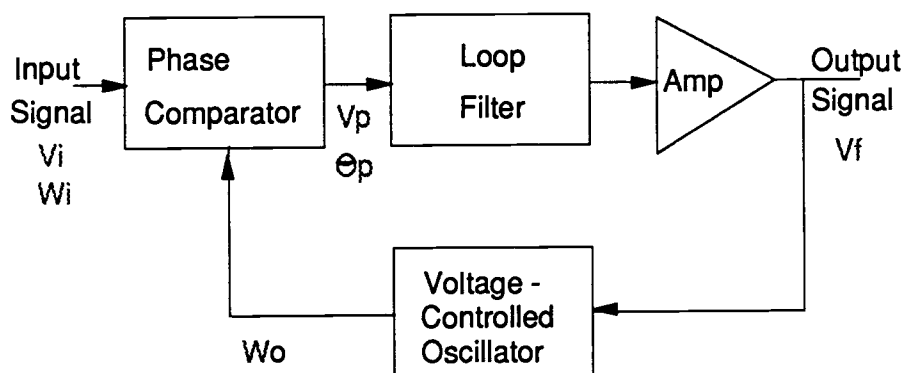 Input
Signal
Vi
Wi
Phase
Comparator
Vp
Θp
Loop
Filter
Amp
Output
Signal
Vf
Voltage -
Controlled
Oscillator
Wo